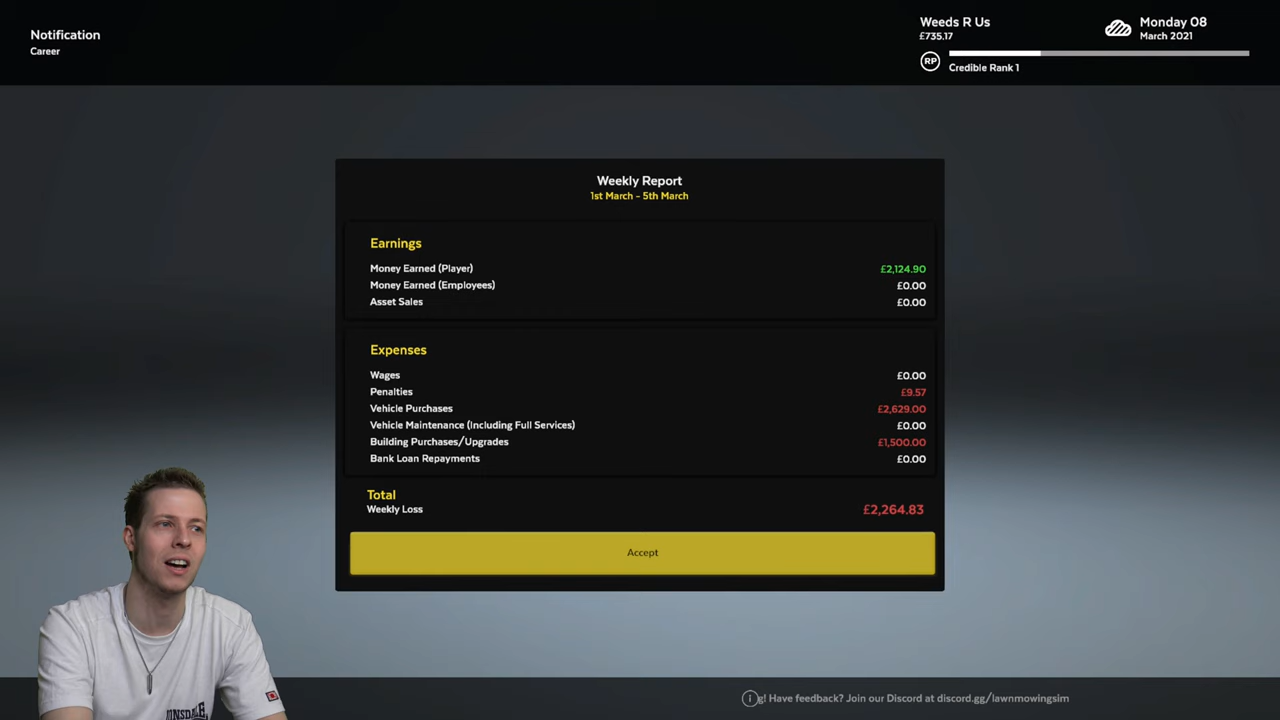 Notification
Career
Weeds R Us
£735.17
Monday 08
March 2021
RP
Credible Rank 1
Weekly Report
1st March - 5th March
Earnings
Money Earned (Player) £2,124.90
Money Earned (Employees) £0.00
Asset Sales £0.00
Expenses
Wages £0.00
Penalties £9.57
Vehicle Purchases £2,629.00
Vehicle Maintenance (Including Full Services) £0.00
Building Purchases/Upgrades £1,500.00
Bank Loan Repayments £0.00
Total
Weekly Loss £2,264.83
Accept
g! Have feedback? Join our Discord at discord.gg/lawnmowingsim